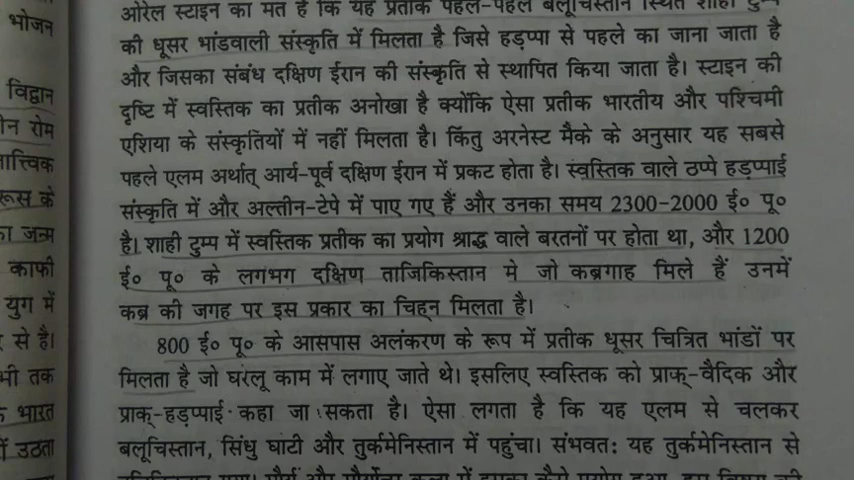 भोजन
विद्वान
न रोम
ात्त्विक
रूस के
ा जन्म
काफी
युग में
से है।
भी तक
भारत
ं उठता
ओरेल स्टाइन का मत है कि यह प्रतीक पहले-पहल बलूचिस्तान स्थित शाही टुम्प
की धूसर भांडवाली संस्कृति में मिलता है जिसे हड़प्पा से पहले का जाना जाता है
और जिसका संबंध दक्षिण ईरान की संस्कृति से स्थापित किया जाता है। स्टाइन की
दृष्टि में स्वस्तिक का प्रतीक अनोखा है क्योंकि ऐसा प्रतीक भारतीय और पश्चिमी
एशिया के संस्कृतियों में नहीं मिलता है। किंतु अरनेस्ट मैके के अनुसार यह सबसे
पहले एलम अर्थात् आर्य-पूर्व दक्षिण ईरान में प्रकट होता है। स्वस्तिक वाले ठप्पे हड़प्पाई
संस्कृति में और अल्तीन-टेपे में पाए गए हैं और उनका समय 2300-2000 ई० पू०
है। शाही टुम्प में स्वस्तिक प्रतीक का प्रयोग श्राद्ध वाले बरतनों पर होता था, और 1200
ई० पू० के लगभग दक्षिण ताजिकिस्तान मे जो कब्रगाह मिले हैं उनमें
कब्र की जगह पर इस प्रकार का चिह्न मिलता है।
800 ई० पू० के आसपास अलंकरण के रूप में प्रतीक धूसर चित्रित भांडों पर
मिलता है जो घरेलू काम में लगाए जाते थे। इसलिए स्वस्तिक को प्राक्-वैदिक और
प्राक्-हड़प्पाई कहा जा सकता है। ऐसा लगता है कि यह एलम से चलकर
बलूचिस्तान, सिंधु घाटी और तुर्कमेनिस्तान में पहुंचा। संभवतः यह तुर्कमेनिस्तान से